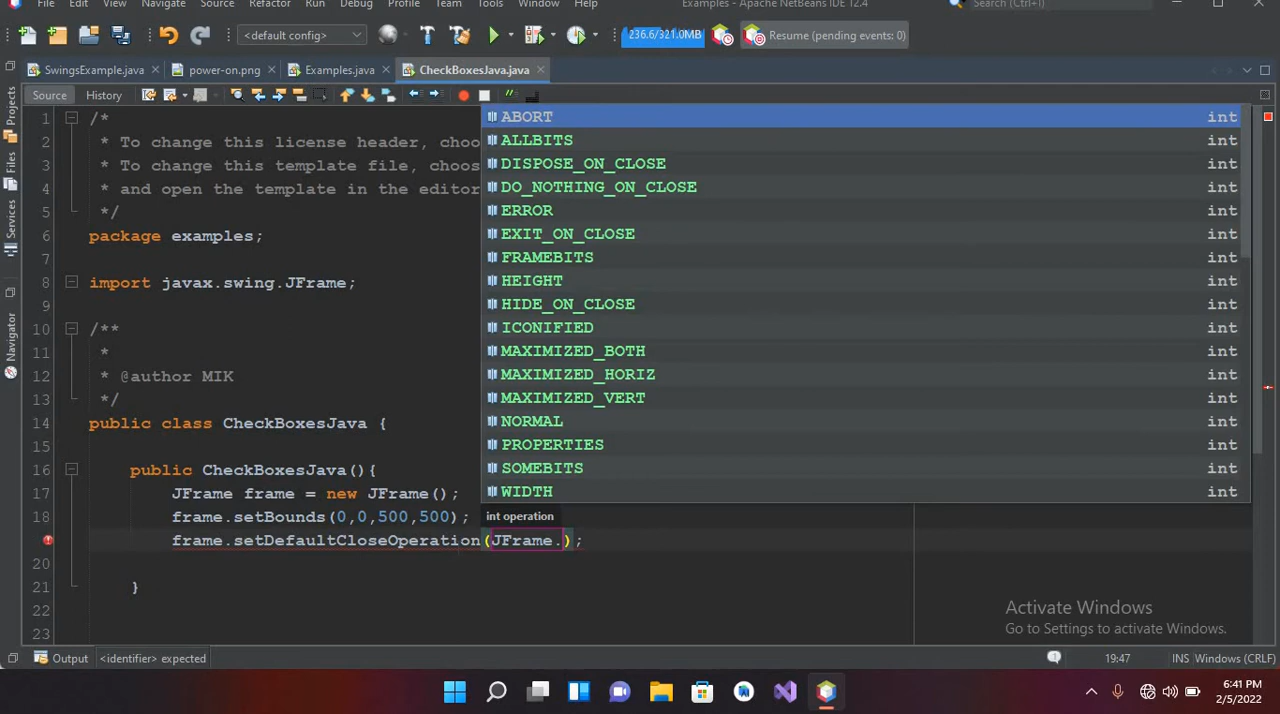 File Edit View Navigate Source Refactor Run Debug Profile Team Tools Window Help Examples - Apache NetBeans IDE 12.4 Search (Ctrl+I)
<default config> 236.6/321.0MB Resume (pending events: 0)
SwingsExample.java power-on.png Examples.java CheckBoxesJava.java
Source History
Projects
Files
Services
Navigator
1 /*
2 * To change this license header, choo
3 * To change this template file, choos
4 * and open the template in the editor
5 */
6 package examples;
7
8 import javax.swing.JFrame;
9
10 /**
11 *
12 * @author MIK
13 */
14 public class CheckBoxesJava {
15
16 public CheckBoxesJava(){
17 JFrame frame = new JFrame();
18 frame.setBounds(0,0,500,500);
frame.setDefaultCloseOperation(JFrame.);
20
21 }
22
23
ABORT int
ALLBITS int
DISPOSE_ON_CLOSE int
DO_NOTHING_ON_CLOSE int
ERROR int
EXIT_ON_CLOSE int
FRAMEBITS int
HEIGHT int
HIDE_ON_CLOSE int
ICONIFIED int
MAXIMIZED_BOTH int
MAXIMIZED_HORIZ int
MAXIMIZED_VERT int
NORMAL int
PROPERTIES int
SOMEBITS int
WIDTH int
int operation
Activate Windows
Go to Settings to activate Windows.
Output <identifier> expected 19:47 INS Windows (CRLF)
6:41 PM
2/5/2022